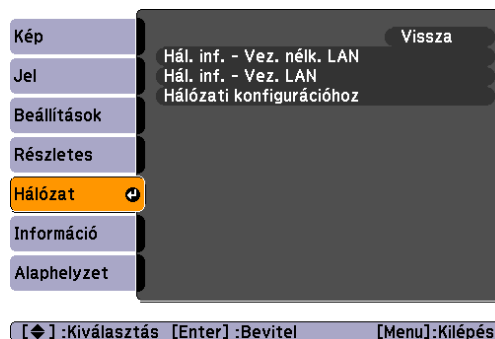 Kép
Jel
Beállítások
Részletes
Hálózat
Információ
Alaphelyzet
Vissza
Hál. inf. - Vez. nélk. LAN
Hál. inf. - Vez. LAN
Hálózati konfigurációhoz
[◆] :Kiválasztás [Enter] :Bevitel [Menu]:Kilépés